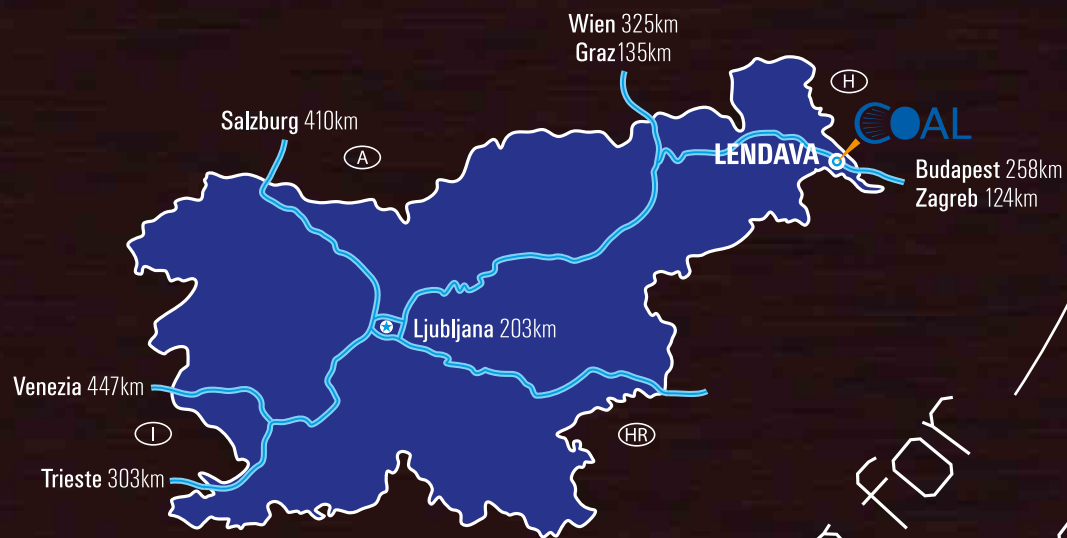 Wien 325km
Graz135km
H
COAL
Salzburg 410km
A
LENDAVA
Budapest 258km
Zagreb 124km
Ljubljana 203km
Venezia 447km
I
HR
Trieste 303km
for